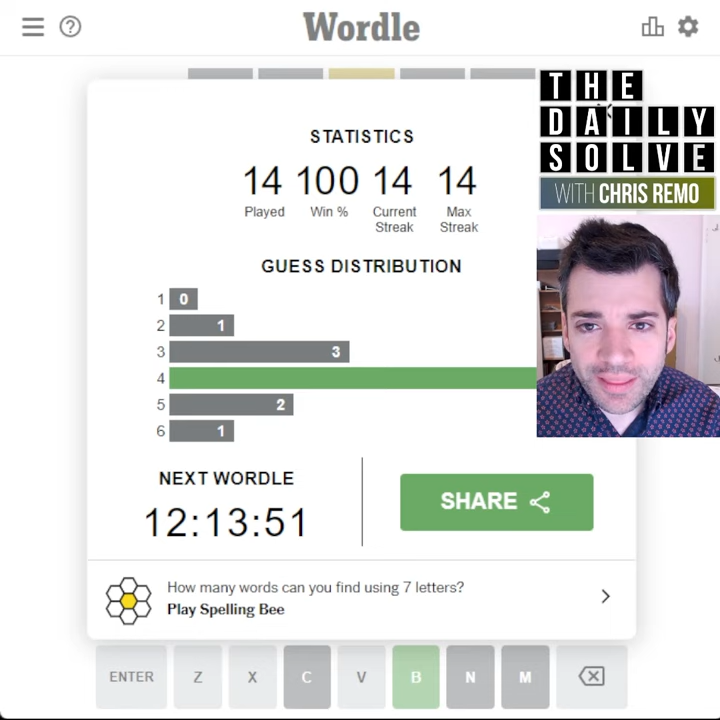 Wordle
THE
DAILY
SOLVE
WITH CHRIS REMO
STATISTICS
14 100 14 14
Played Win % Current Streak Max Streak
GUESS DISTRIBUTION
1 0
2 1
3 3
4
5 2
6 1
NEXT WORDLE
12:13:51
SHARE
How many words can you find using 7 letters?
Play Spelling Bee
ENTER Z X C V B N M